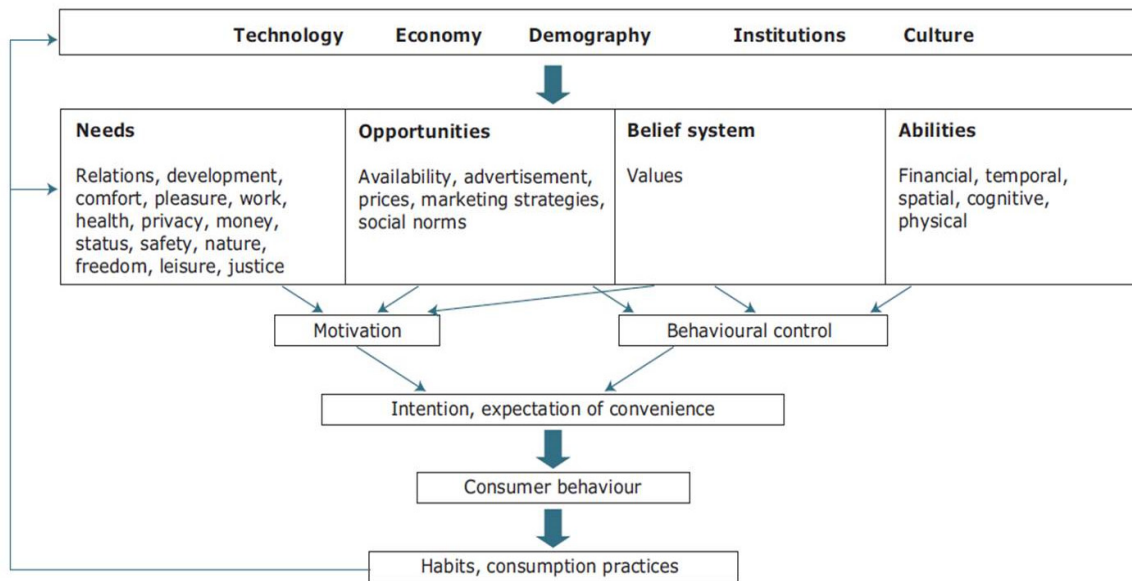 Technology Economy Demography Institutions Culture
Needs
Relations, development,
comfort, pleasure, work,
health, privacy, money,
status, safety, nature,
freedom, leisure, justice
Opportunities
Availability, advertisement,
prices, marketing strategies,
social norms
Belief system
Values
Abilities
Financial, temporal,
spatial, cognitive,
physical
Motivation
Behavioural control
Intention, expectation of convenience
Consumer behaviour
Habits, consumption practices